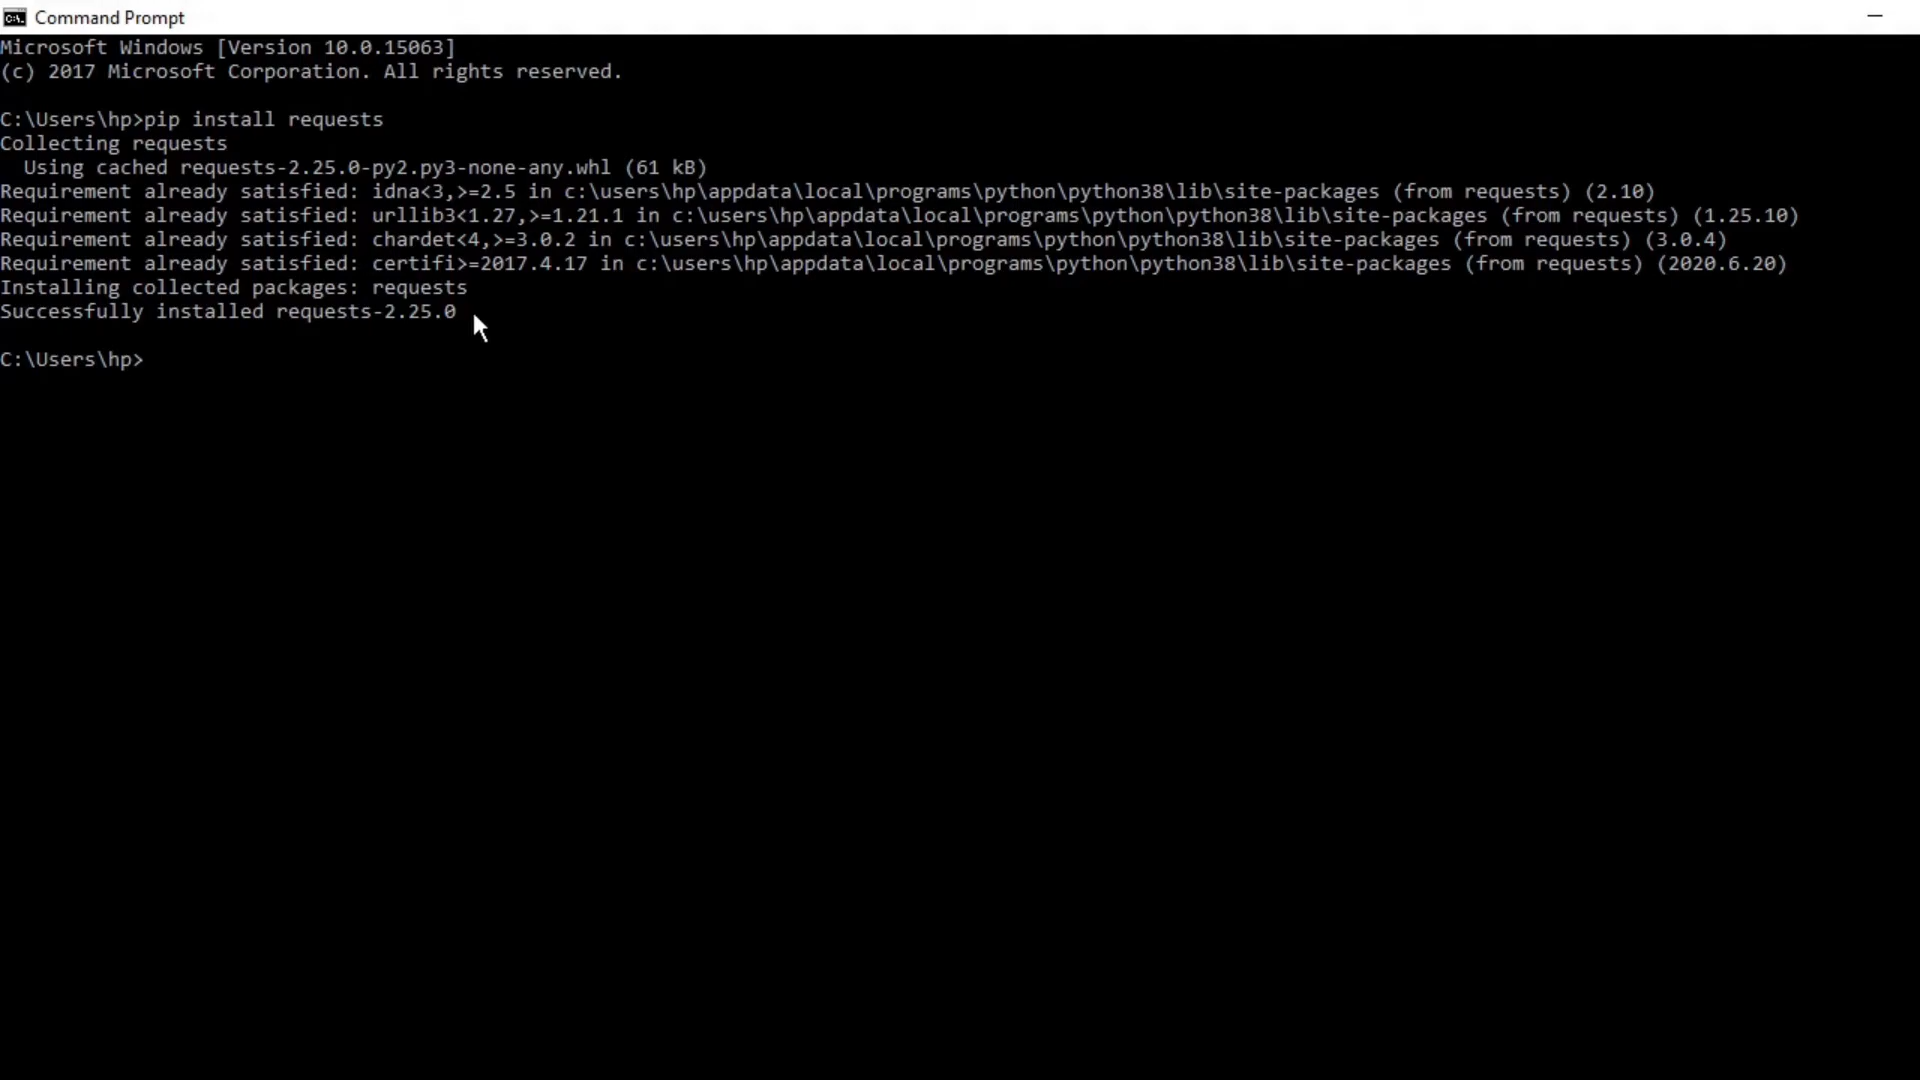 Command Prompt
Microsoft Windows [Version 10.0.15063]
(c) 2017 Microsoft Corporation. All rights reserved.
C:\Users\hp>pip install requests
Collecting requests
  Using cached requests-2.25.0-py2.py3-none-any.whl (61 kB)
Requirement already satisfied: idna<3,>=2.5 in c:\users\hp\appdata\local\programs\python\python38\lib\site-packages (from requests) (2.10)
Requirement already satisfied: urllib3<1.27,>=1.21.1 in c:\users\hp\appdata\local\programs\python\python38\lib\site-packages (from requests) (1.25.10)
Requirement already satisfied: chardet<4,>=3.0.2 in c:\users\hp\appdata\local\programs\python\python38\lib\site-packages (from requests) (3.0.4)
Requirement already satisfied: certifi>=2017.4.17 in c:\users\hp\appdata\local\programs\python\python38\lib\site-packages (from requests) (2020.6.20)
Installing collected packages: requests
Successfully installed requests-2.25.0
C:\Users\hp>